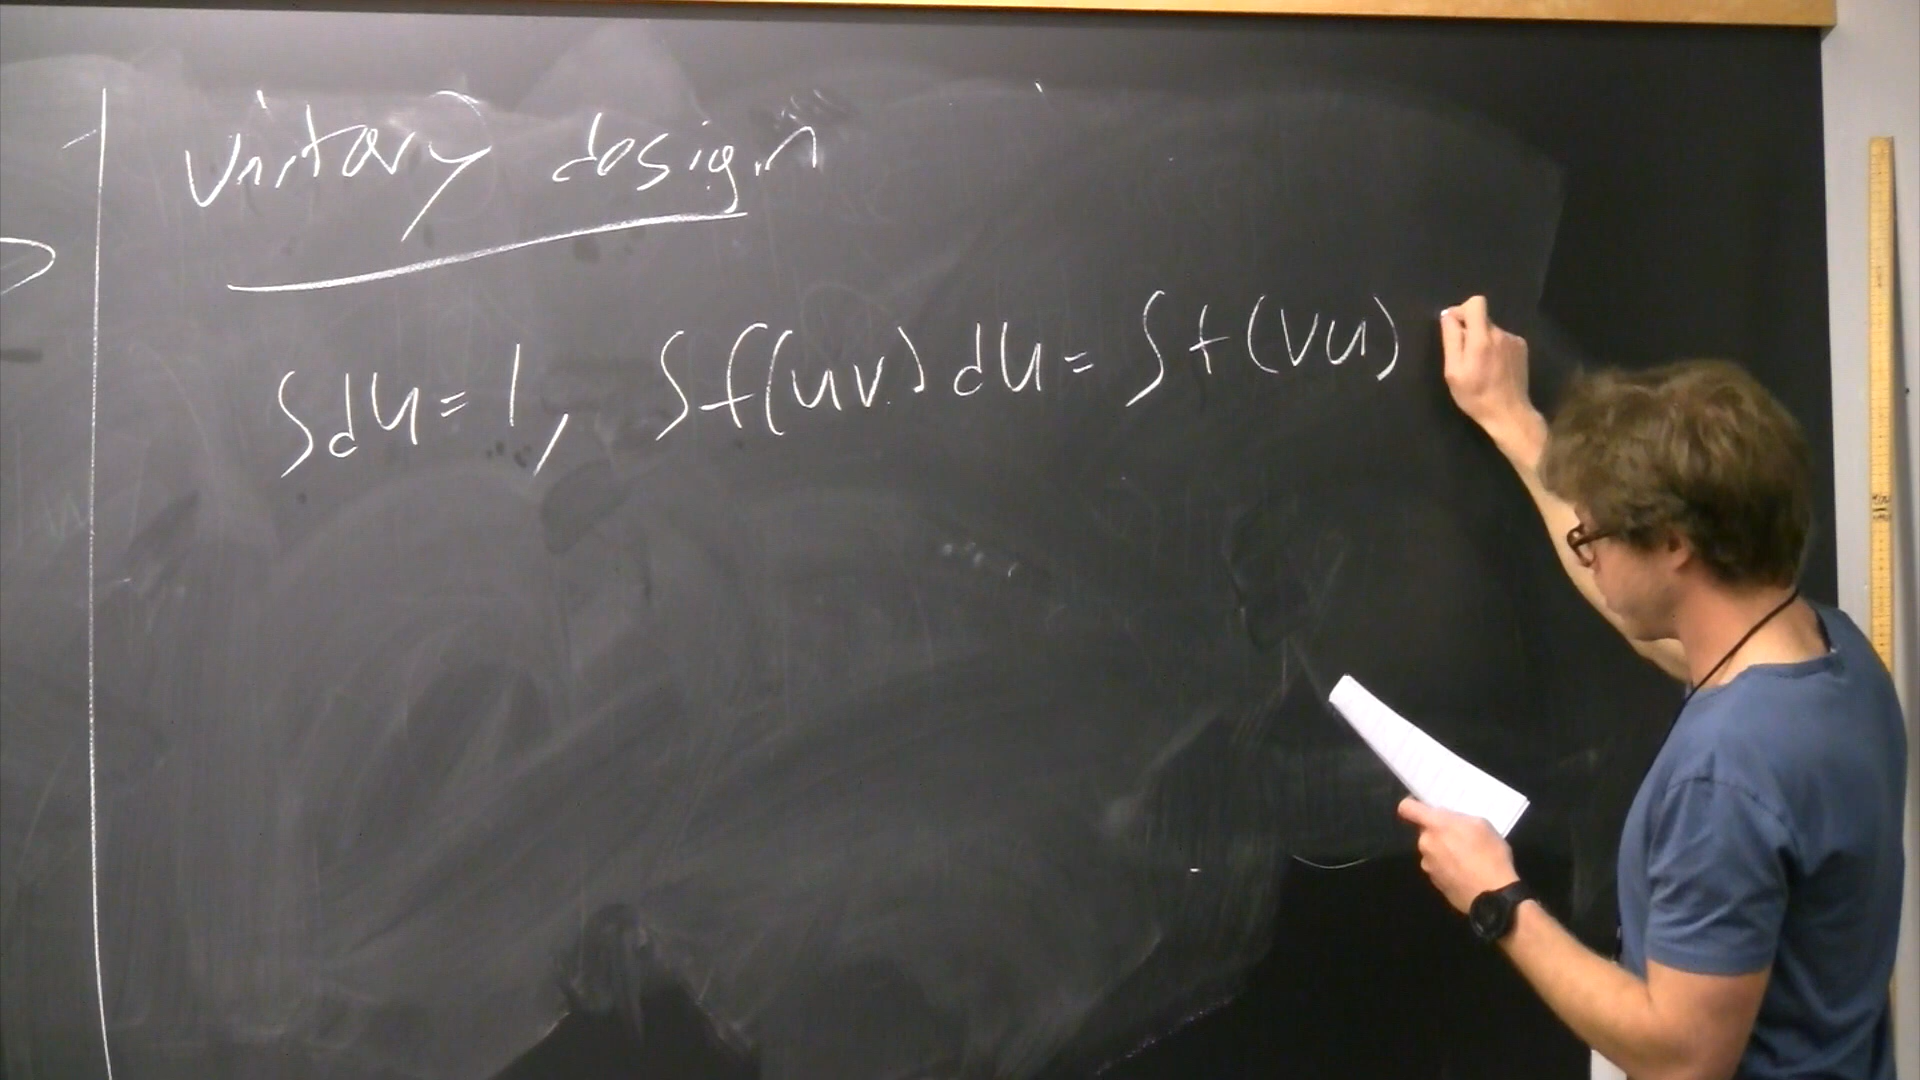 Unitary design
∫dU = 1, ∫f(UV)dU = ∫f(VU)